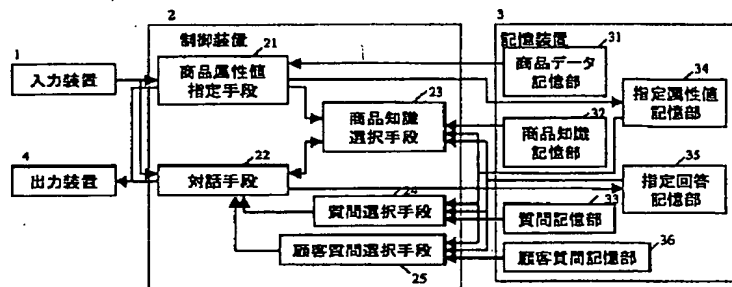 1
入力装置
4
出力装置
2
制御装置
21
商品属性値
指定手段
23
商品知識
選択手段
22
対話手段
24
質問選択手段
顧客質問選択手段
25
3
記憶装置
31
商品データ
記憶部
32
商品知識
記憶部
33
質問記憶部
顧客質問記憶部
36
34
指定属性値
記憶部
35
指定回答
記憶部